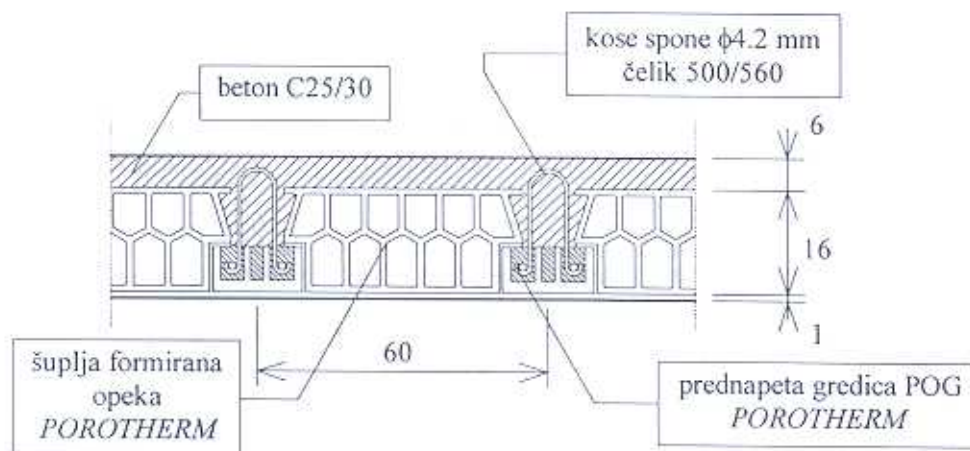 kose spone ϕ4.2 mm
čelik 500/560
beton C25/30
6
16
1
60
šuplja formirana
opeka
POROTHERM
prednapeta gredica POG
POROTHERM